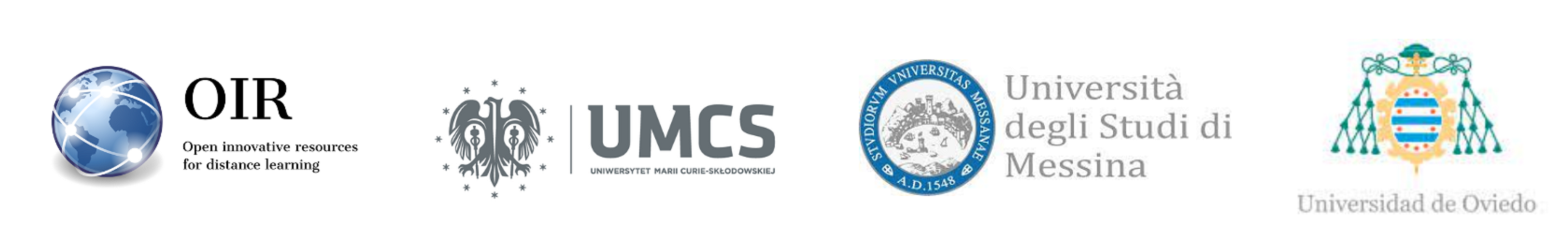 OIR
Open innovative resources
for distance learning
UMCS
UNIWERSYTET MARII CURIE-SKŁODOWSKIEJ
STVDIORVM VNIVERSITAS MESSANAE
A.D.1548
Università
degli Studi di
Messina
Universidad de Oviedo